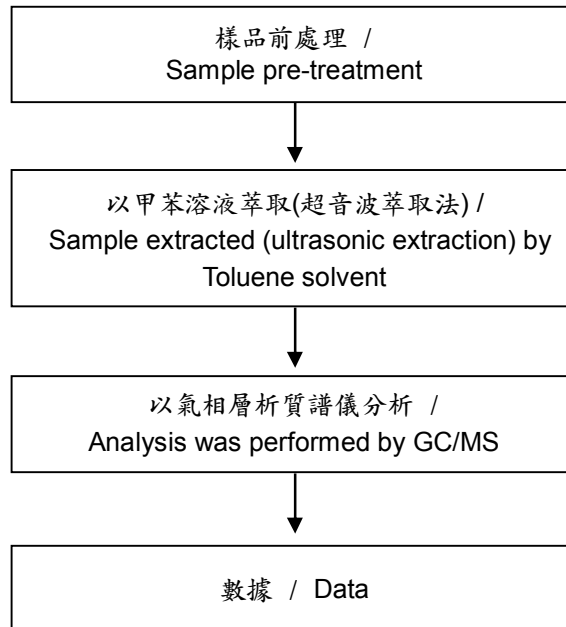 樣品前處理 /
Sample pre-treatment
以甲苯溶液萃取(超音波萃取法) /
Sample extracted (ultrasonic extraction) by
Toluene solvent
以氣相層析質譜儀分析 /
Analysis was performed by GC/MS
數據 / Data